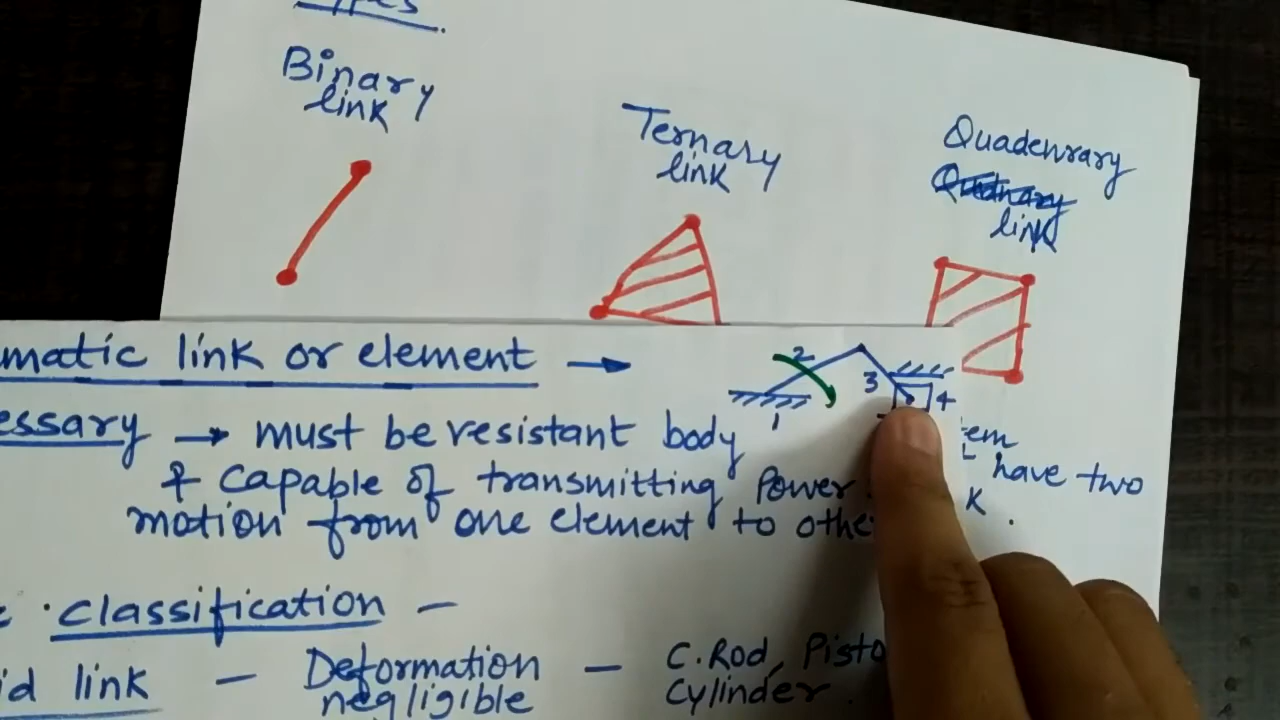 Types
Binary
link
Ternary
link
Quadenrary
link
matic link or element →
2
3
4
1
essary → must be resistant body
& capable of transmitting Power
have two
motion from one element to othe
K.
classification -
id link - Deformation - C.Rod, Pisto
negligible Cylinder.